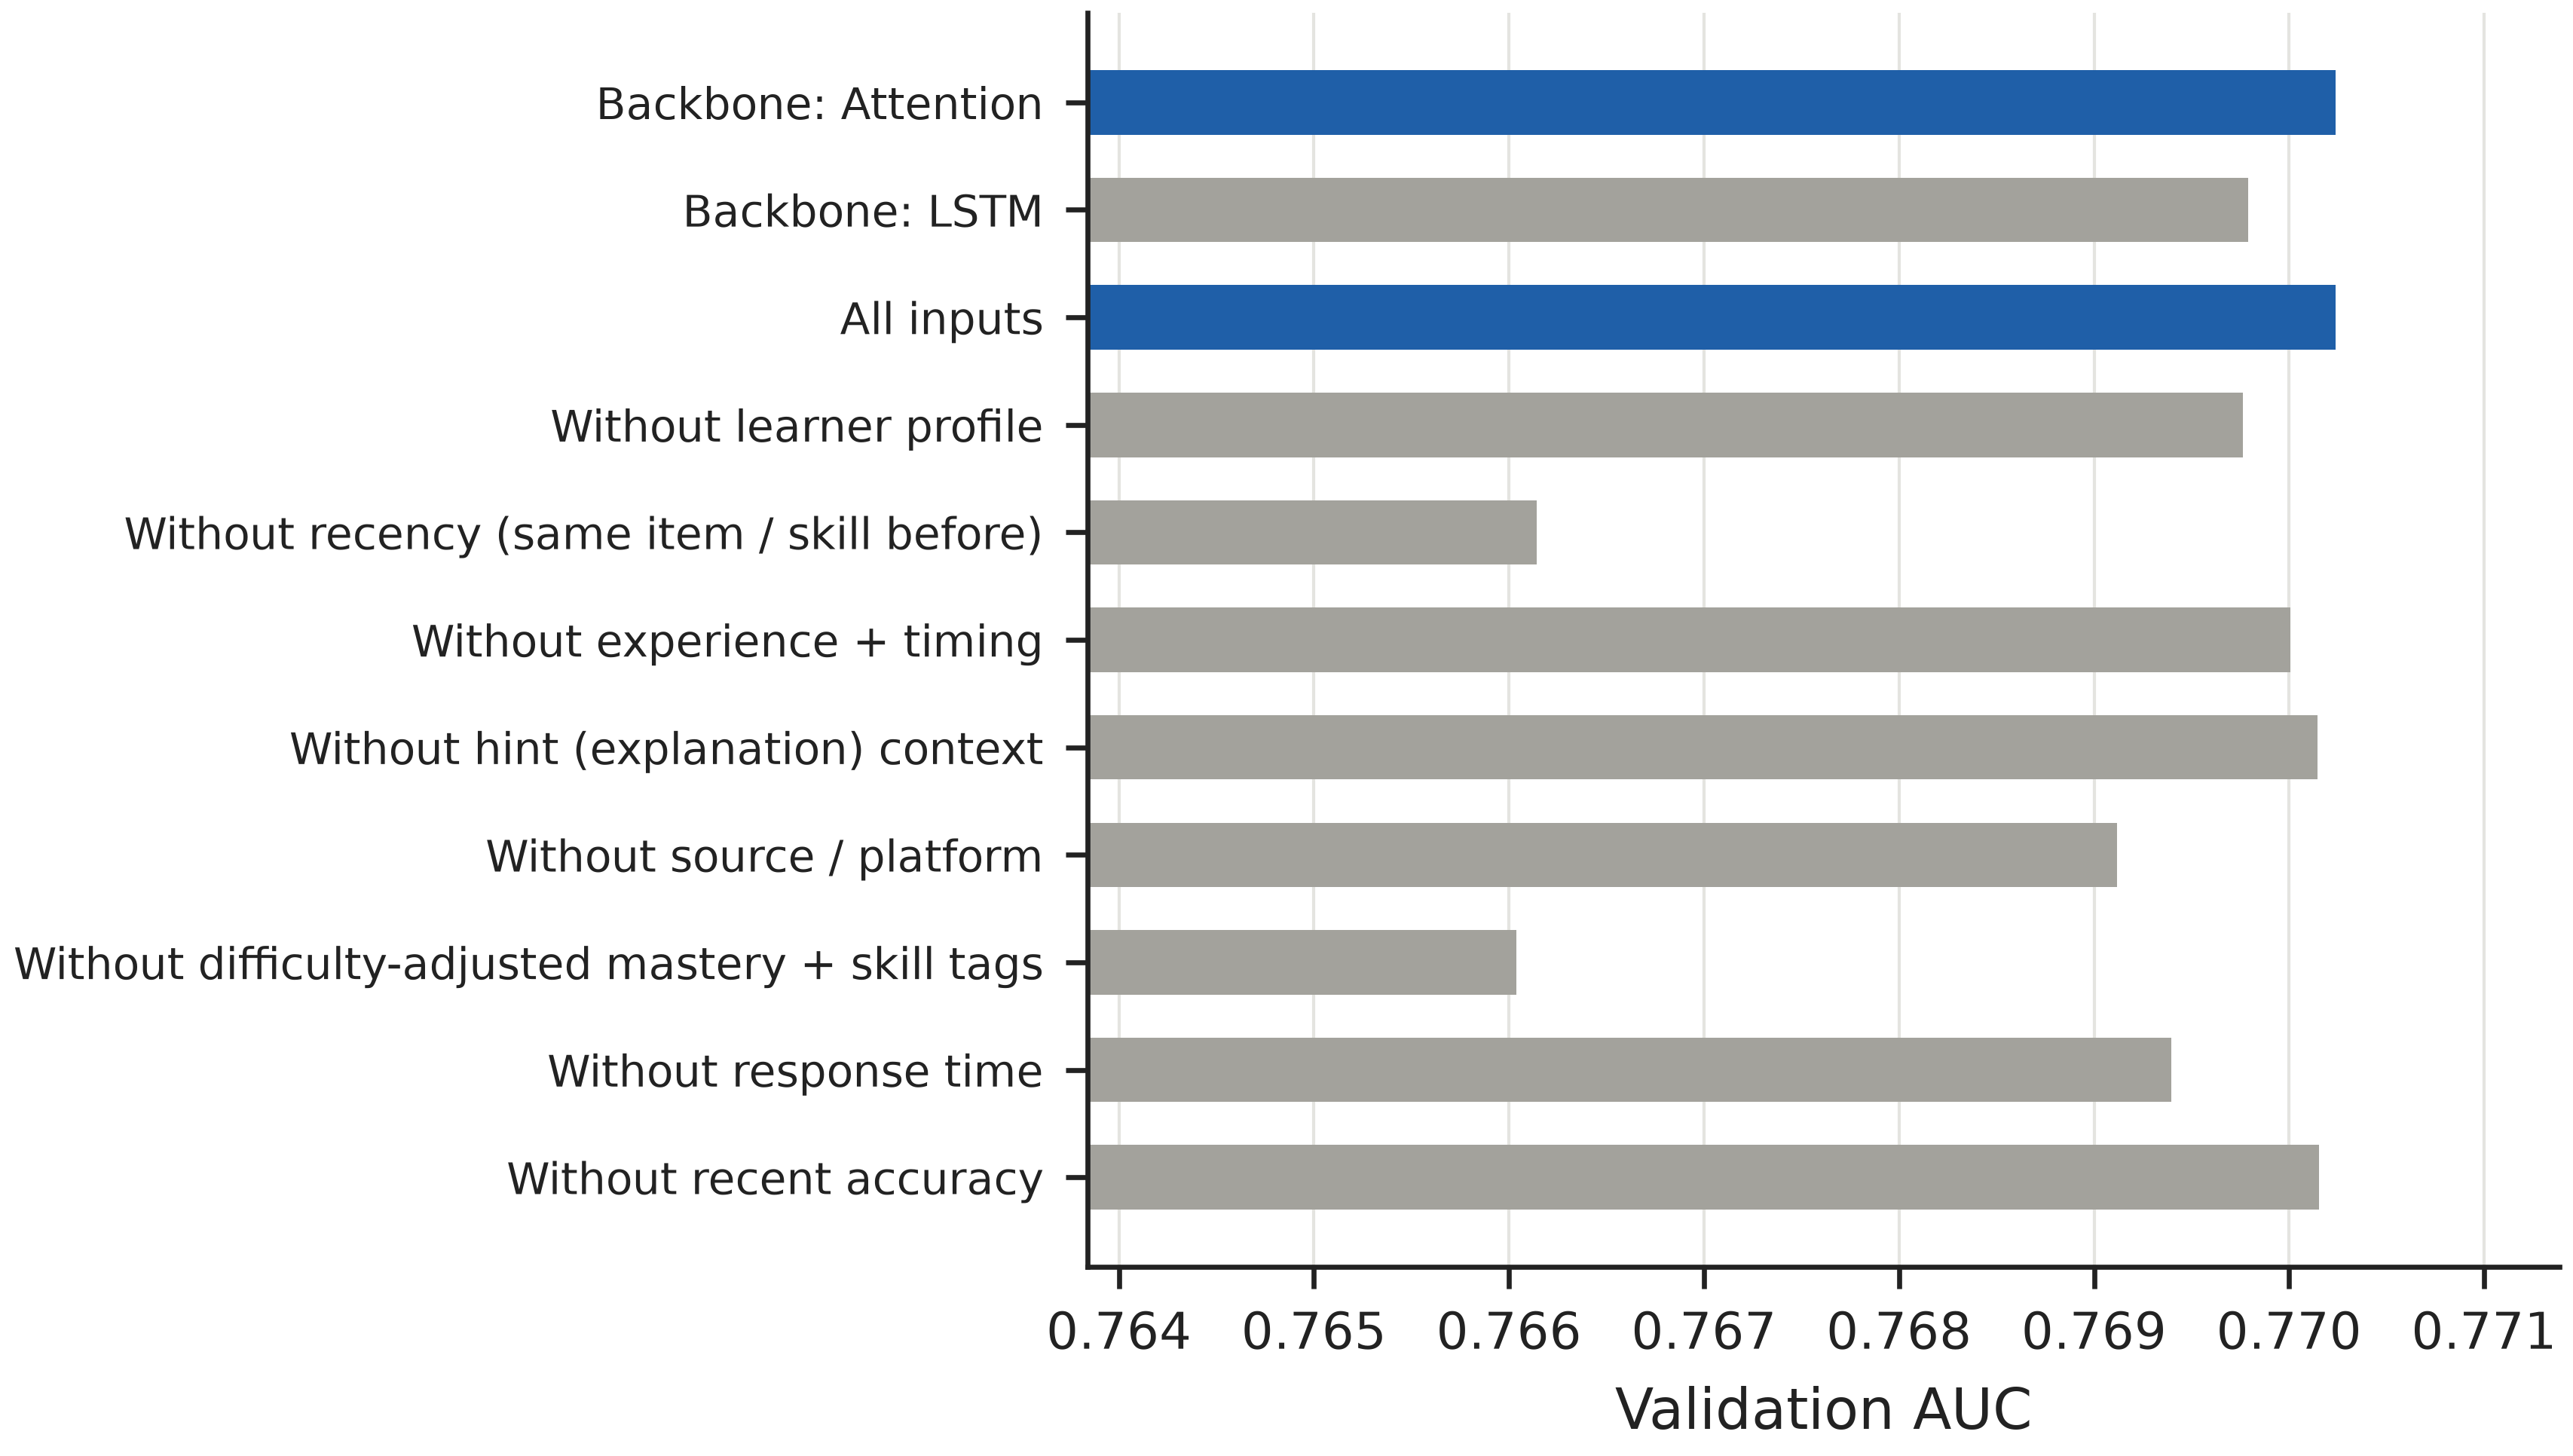 Backbone: Attention
Backbone: LSTM
All inputs
Without learner profile
Without recency (same item / skill before)
Without experience + timing
Without hint (explanation) context
Without source / platform
Without difficulty-adjusted mastery + skill tags
Without response time
Without recent accuracy
0.764 0.765 0.766 0.767 0.768 0.769 0.770 0.771
Validation AUC